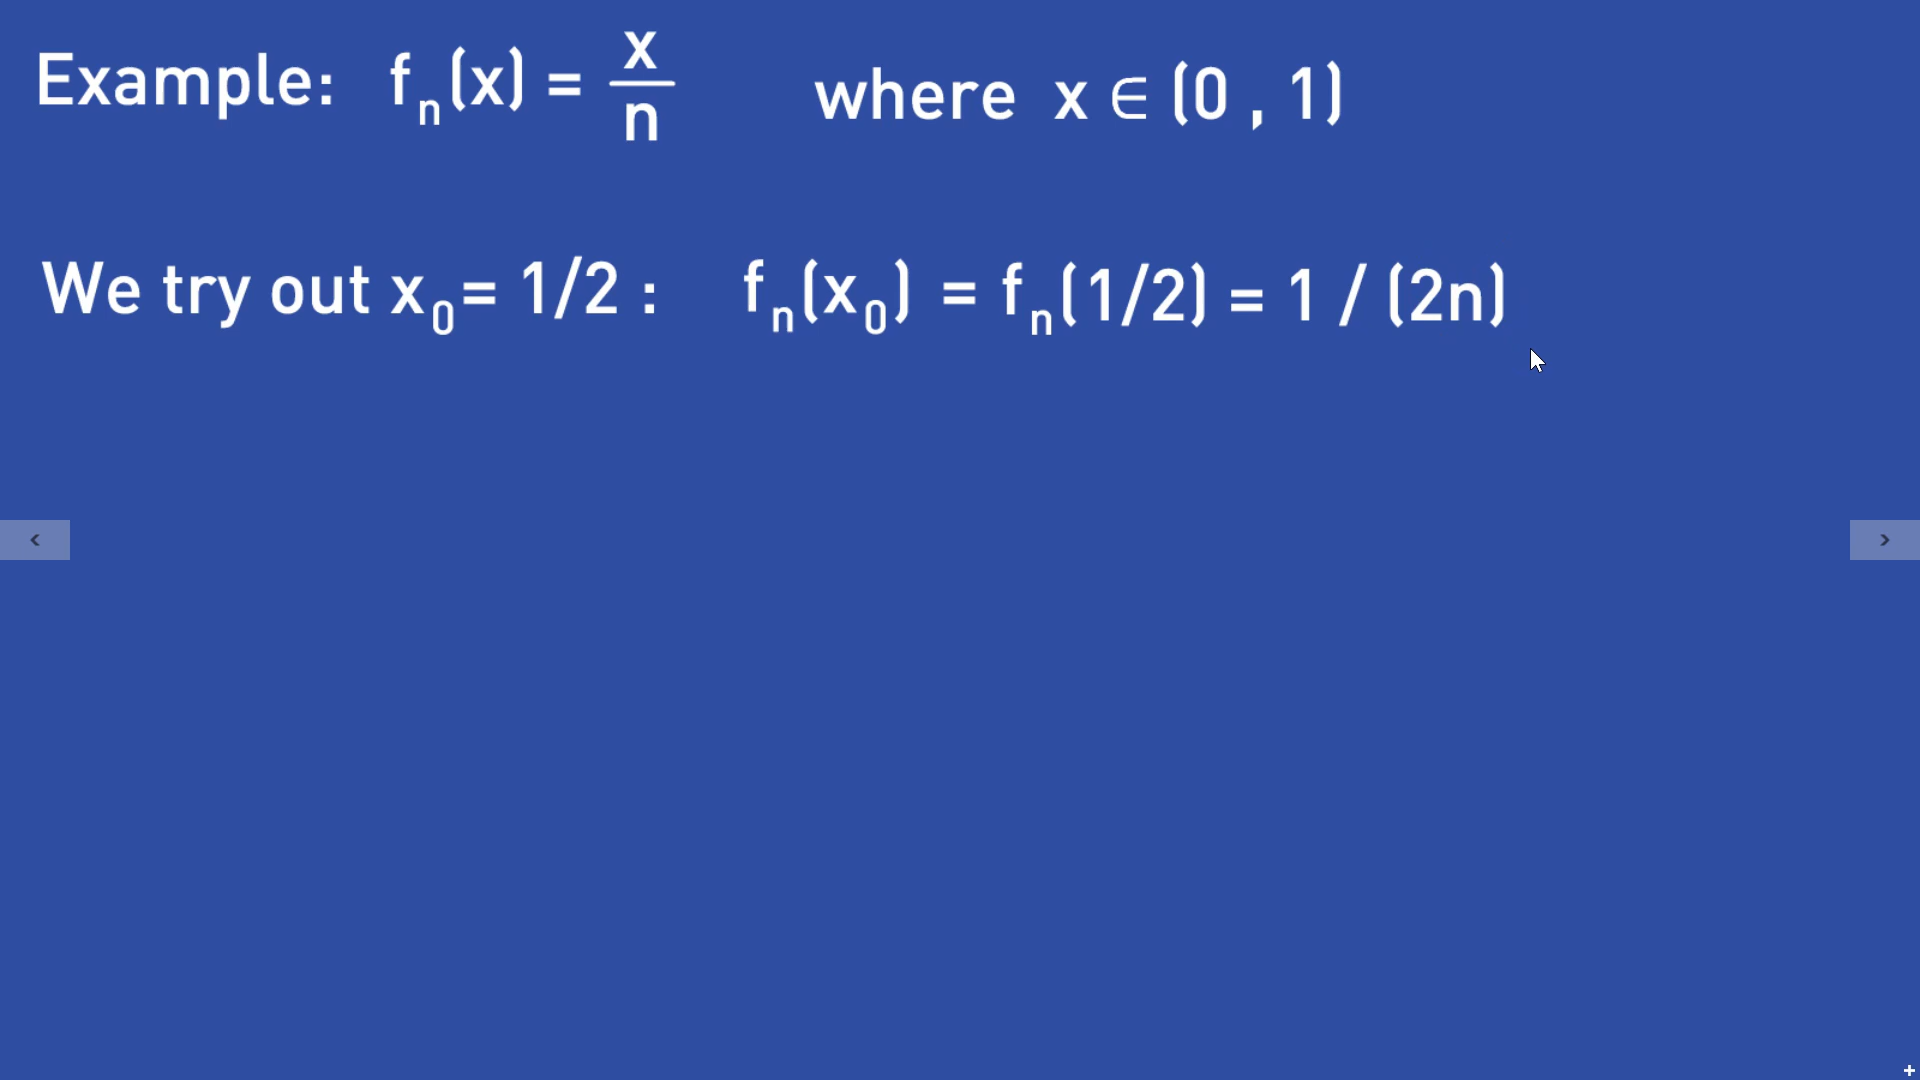 Example: fₙ(x) = x/n where x ∈ (0 , 1)
We try out x₀= 1/2 : fₙ(x₀) = fₙ(1/2) = 1 / (2n)